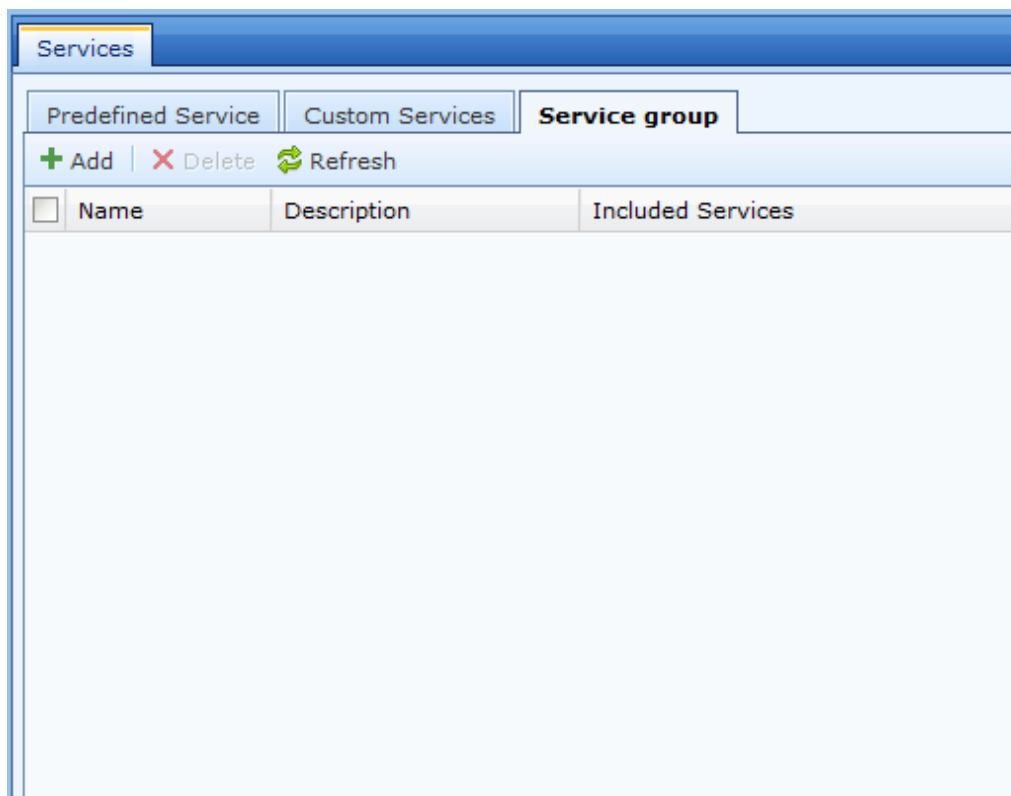 Services
Predefined Service Custom Services Service group
Add Delete Refresh
Name Description Included Services